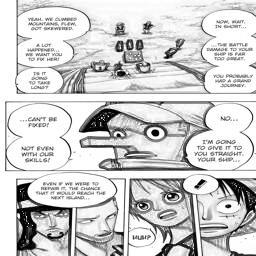 YEAH. WE CLIMBED
MOUNTAINS, FLEW,
GOT SKEWERED.
A LOT
HAPPENED...
WE WANT YOU
TO FIX HER!
IS IT
GOING TO
TAKE
LONG?
NOW, WAIT.
IN SHORT...
...THE BATTLE
DAMAGE TO YOUR
SHIP IS FAR
TOO GREAT.
YOU PROBABLY
HAD A GRAND
JOURNEY.
...CAN'T BE
FIXED?
NOT EVEN
WITH OUR
SKILLS!
NO...
I'M GOING
TO GIVE IT TO
YOU STRAIGHT.
YOUR SHIP...
EVEN IF WE WERE TO
REPAIR IT, THE CHANCE
THAT IT WOULD REACH
THE NEXT ISLAND...
HUH?
!